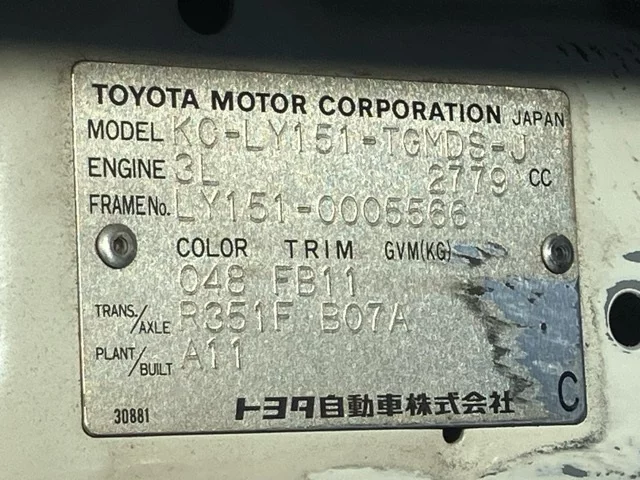 TOYOTA MOTOR CORPORATION JAPAN
MODEL KC-LY151-TGMDS-J
ENGINE 3L 2779 CC
FRAME No. LY151-0005566
COLOR TRIM GVM(KG)
048 FB11
TRANS./AXLE R351F B07A
PLANT/BUILT A11
30881 トヨタ自動車株式会社 C